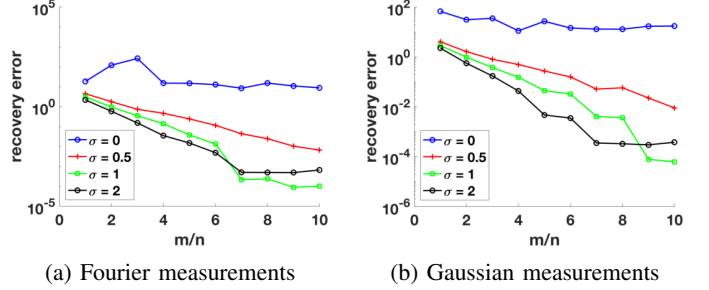 10^5
10^0
10^-5
recovery error
σ = 0
σ = 0.5
σ = 1
σ = 2
0 2 4 6 8 10
m/n
(a) Fourier measurements
10^2
10^0
10^-2
10^-4
10^-6
recovery error
σ = 0
σ = 0.5
σ = 1
σ = 2
0 2 4 6 8 10
m/n
(b) Gaussian measurements